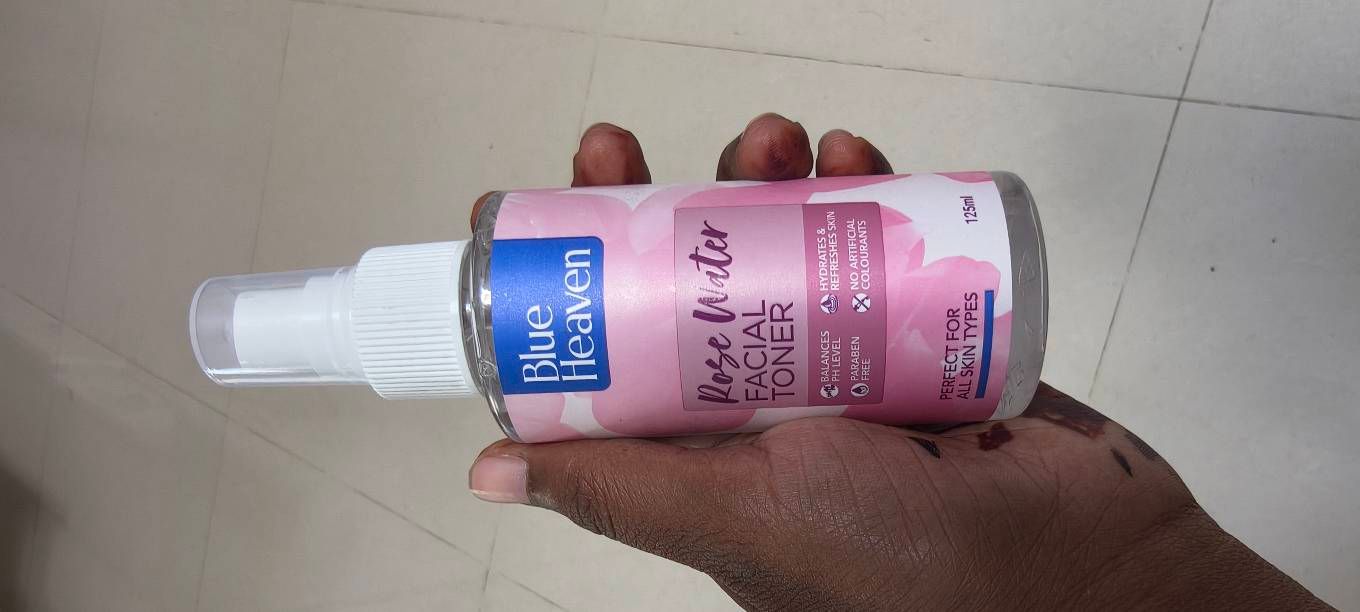 Blue
Heaven
Rose Water
FACIAL
TONER
BALANCES
PH LEVEL
HYDRATES &
REFRESHES SKIN
PARABEN
FREE
NO ARTIFICIAL
COLOURANTS
PERFECT FOR
ALL SKIN TYPES
125ml